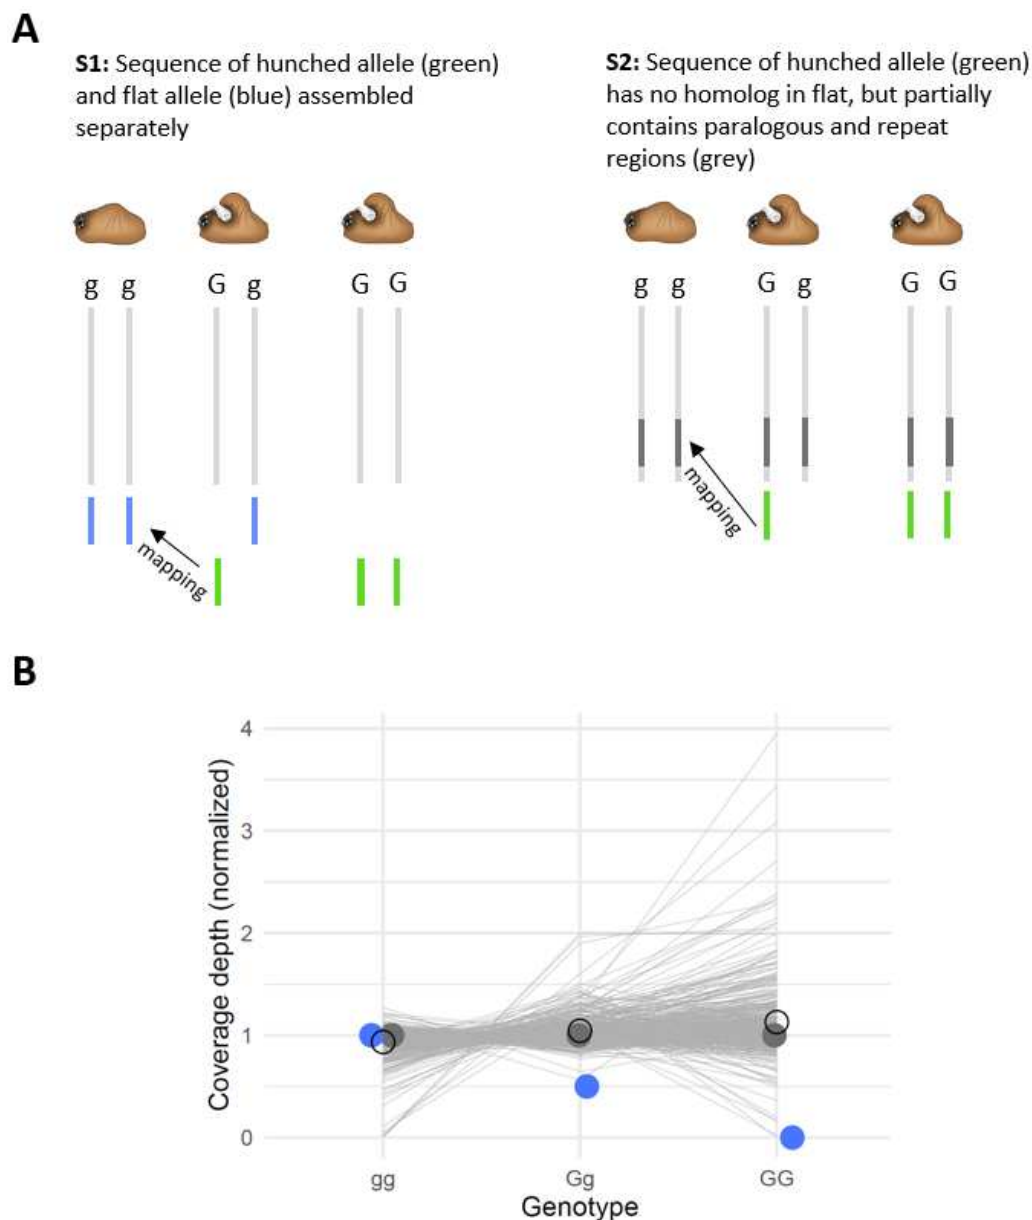 A
S1: Sequence of hunched allele (green)
and flat allele (blue) assembled
separately
g g G g G G
mapping
S2: Sequence of hunched allele (green)
has no homolog in flat, but partially
contains paralogous and repeat
regions (grey)
g g G g G G
mapping
B
Coverage depth (normalized)
4
3
2
1
0
gg Gg GG
Genotype